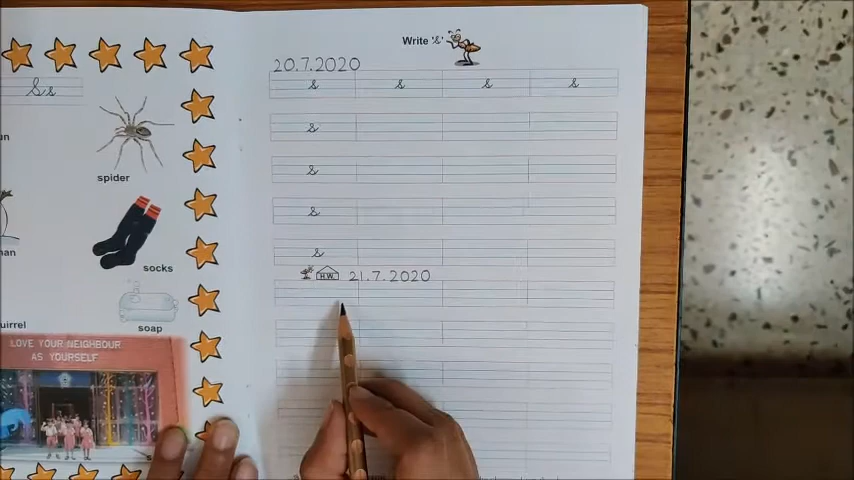 Ss
spider
socks
soap
LOVE YOUR NEIGHBOUR
AS YOURSELF
Write 's'
20.7.2020
s s s s
s
s
s
s
H.W. 21.7.2020